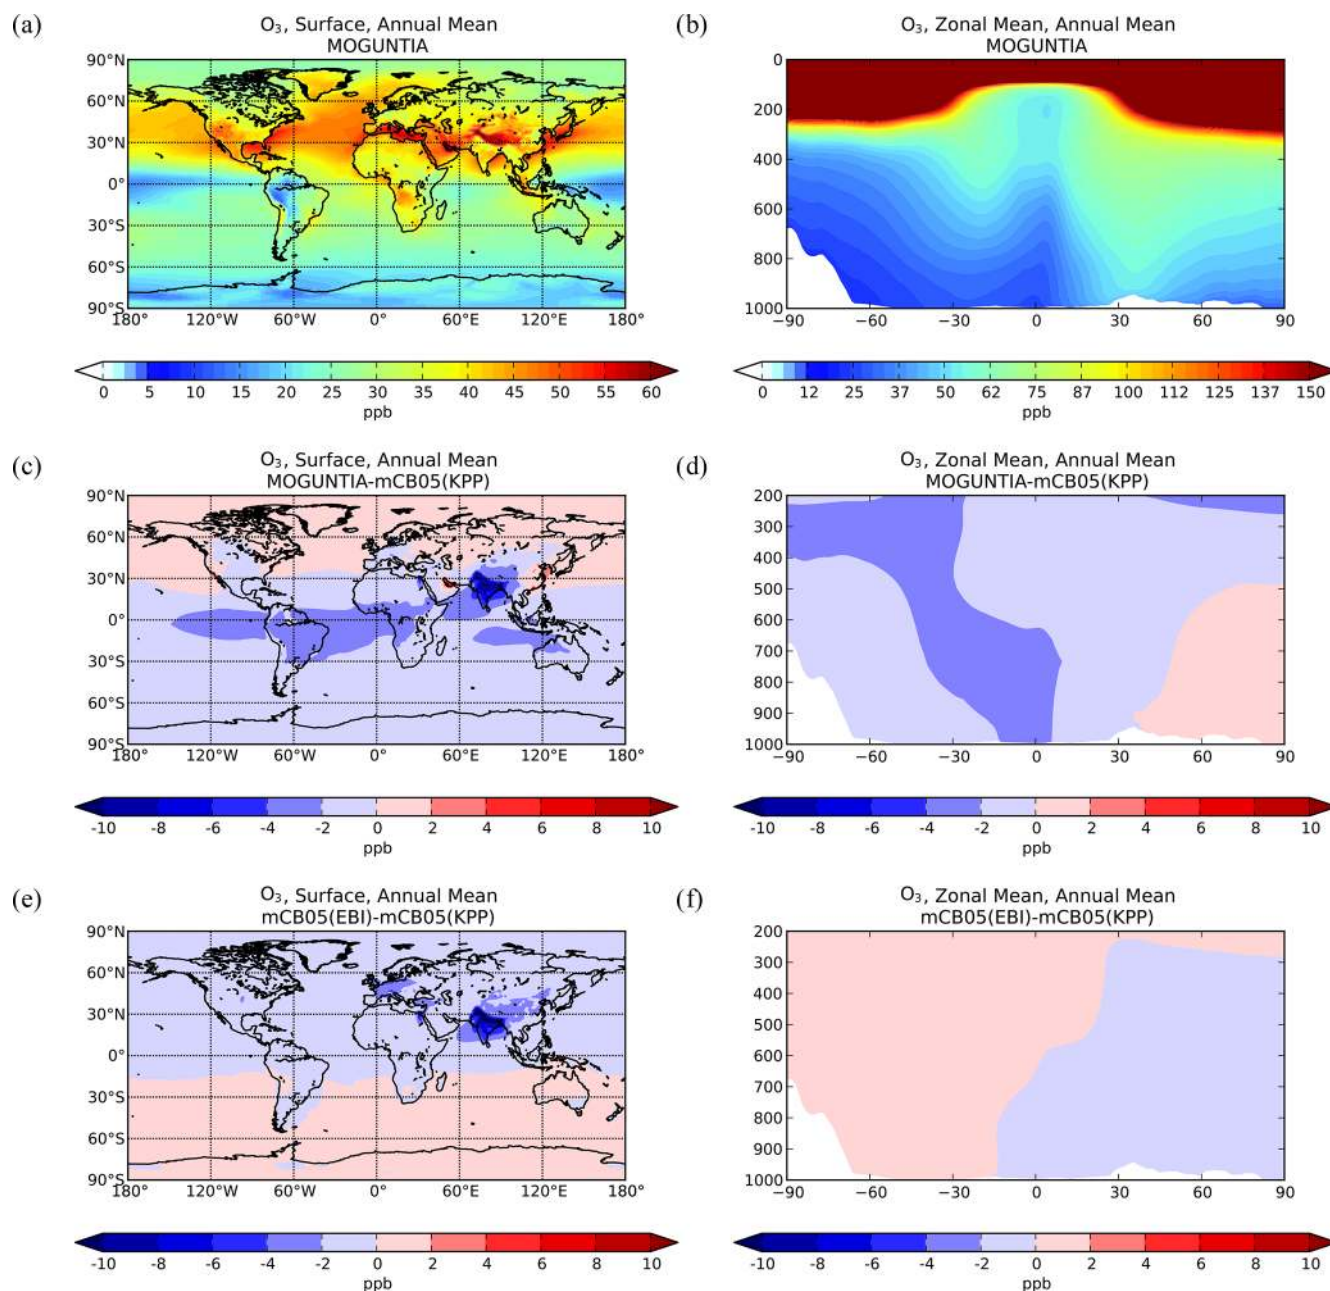 (a)
O₃, Surface, Annual Mean
MOGUNTIA
90°N
60°N
30°N
0°
30°S
60°S
90°S
180° 120°W 60°W 0° 60°E 120°E 180°
0 5 10 15 20 25 30 35 40 45 50 55 60
ppb
(b)
O₃, Zonal Mean, Annual Mean
MOGUNTIA
0
200
400
600
800
1000
−90 −60 −30 0 30 60 90
0 12 25 37 50 62 75 87 100 112 125 137 150
ppb
(c)
O₃, Surface, Annual Mean
MOGUNTIA-mCB05(KPP)
90°N
60°N
30°N
0°
30°S
60°S
90°S
180° 120°W 60°W 0° 60°E 120°E 180°
-10 -8 -6 -4 -2 0 2 4 6 8 10
ppb
(d)
O₃, Zonal Mean, Annual Mean
MOGUNTIA-mCB05(KPP)
200
300
400
500
600
700
800
900
1000
−90 −60 −30 0 30 60 90
-10 -8 -6 -4 -2 0 2 4 6 8 10
ppb
(e)
O₃, Surface, Annual Mean
mCB05(EBI)-mCB05(KPP)
90°N
60°N
30°N
0°
30°S
60°S
90°S
180° 120°W 60°W 0° 60°E 120°E 180°
-10 -8 -6 -4 -2 0 2 4 6 8 10
ppb
(f)
O₃, Zonal Mean, Annual Mean
mCB05(EBI)-mCB05(KPP)
200
300
400
500
600
700
800
900
1000
−90 −60 −30 0 30 60 90
-10 -8 -6 -4 -2 0 2 4 6 8 10
ppb